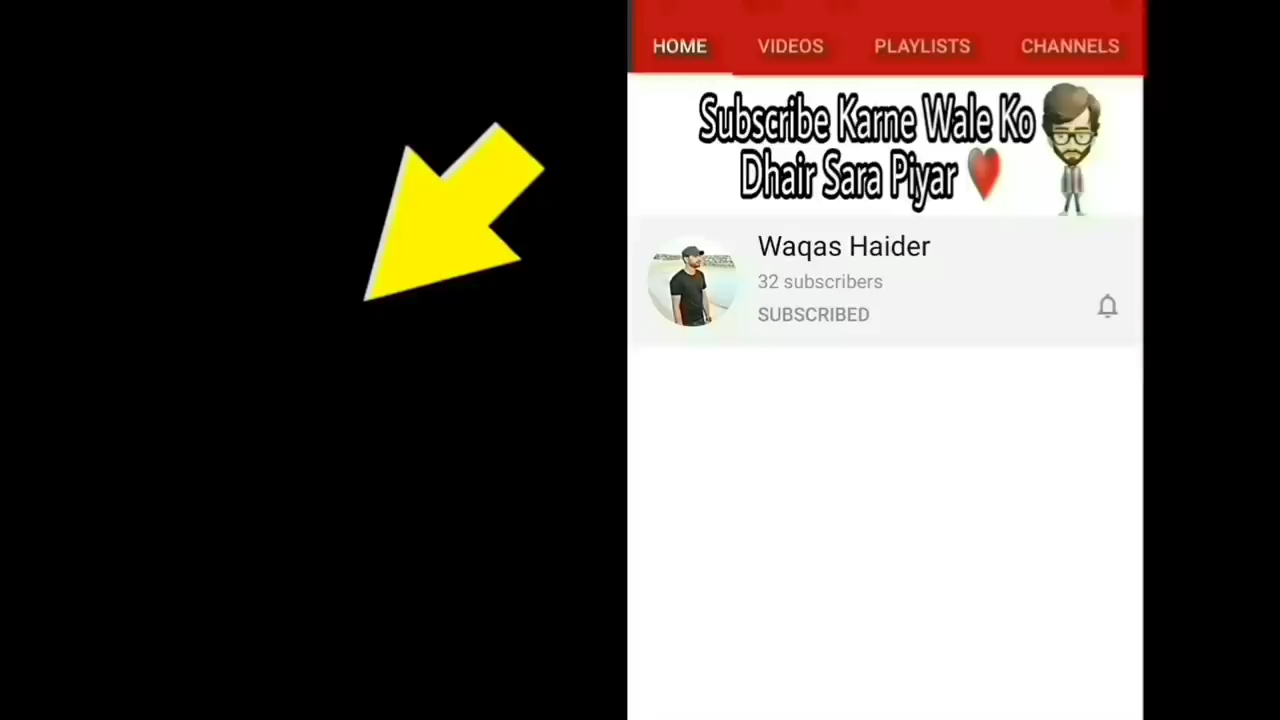 HOME VIDEOS PLAYLISTS CHANNELS
Subscribe Karne Wale Ko
Dhair Sara Piyar
Waqas Haider
32 subscribers
SUBSCRIBED